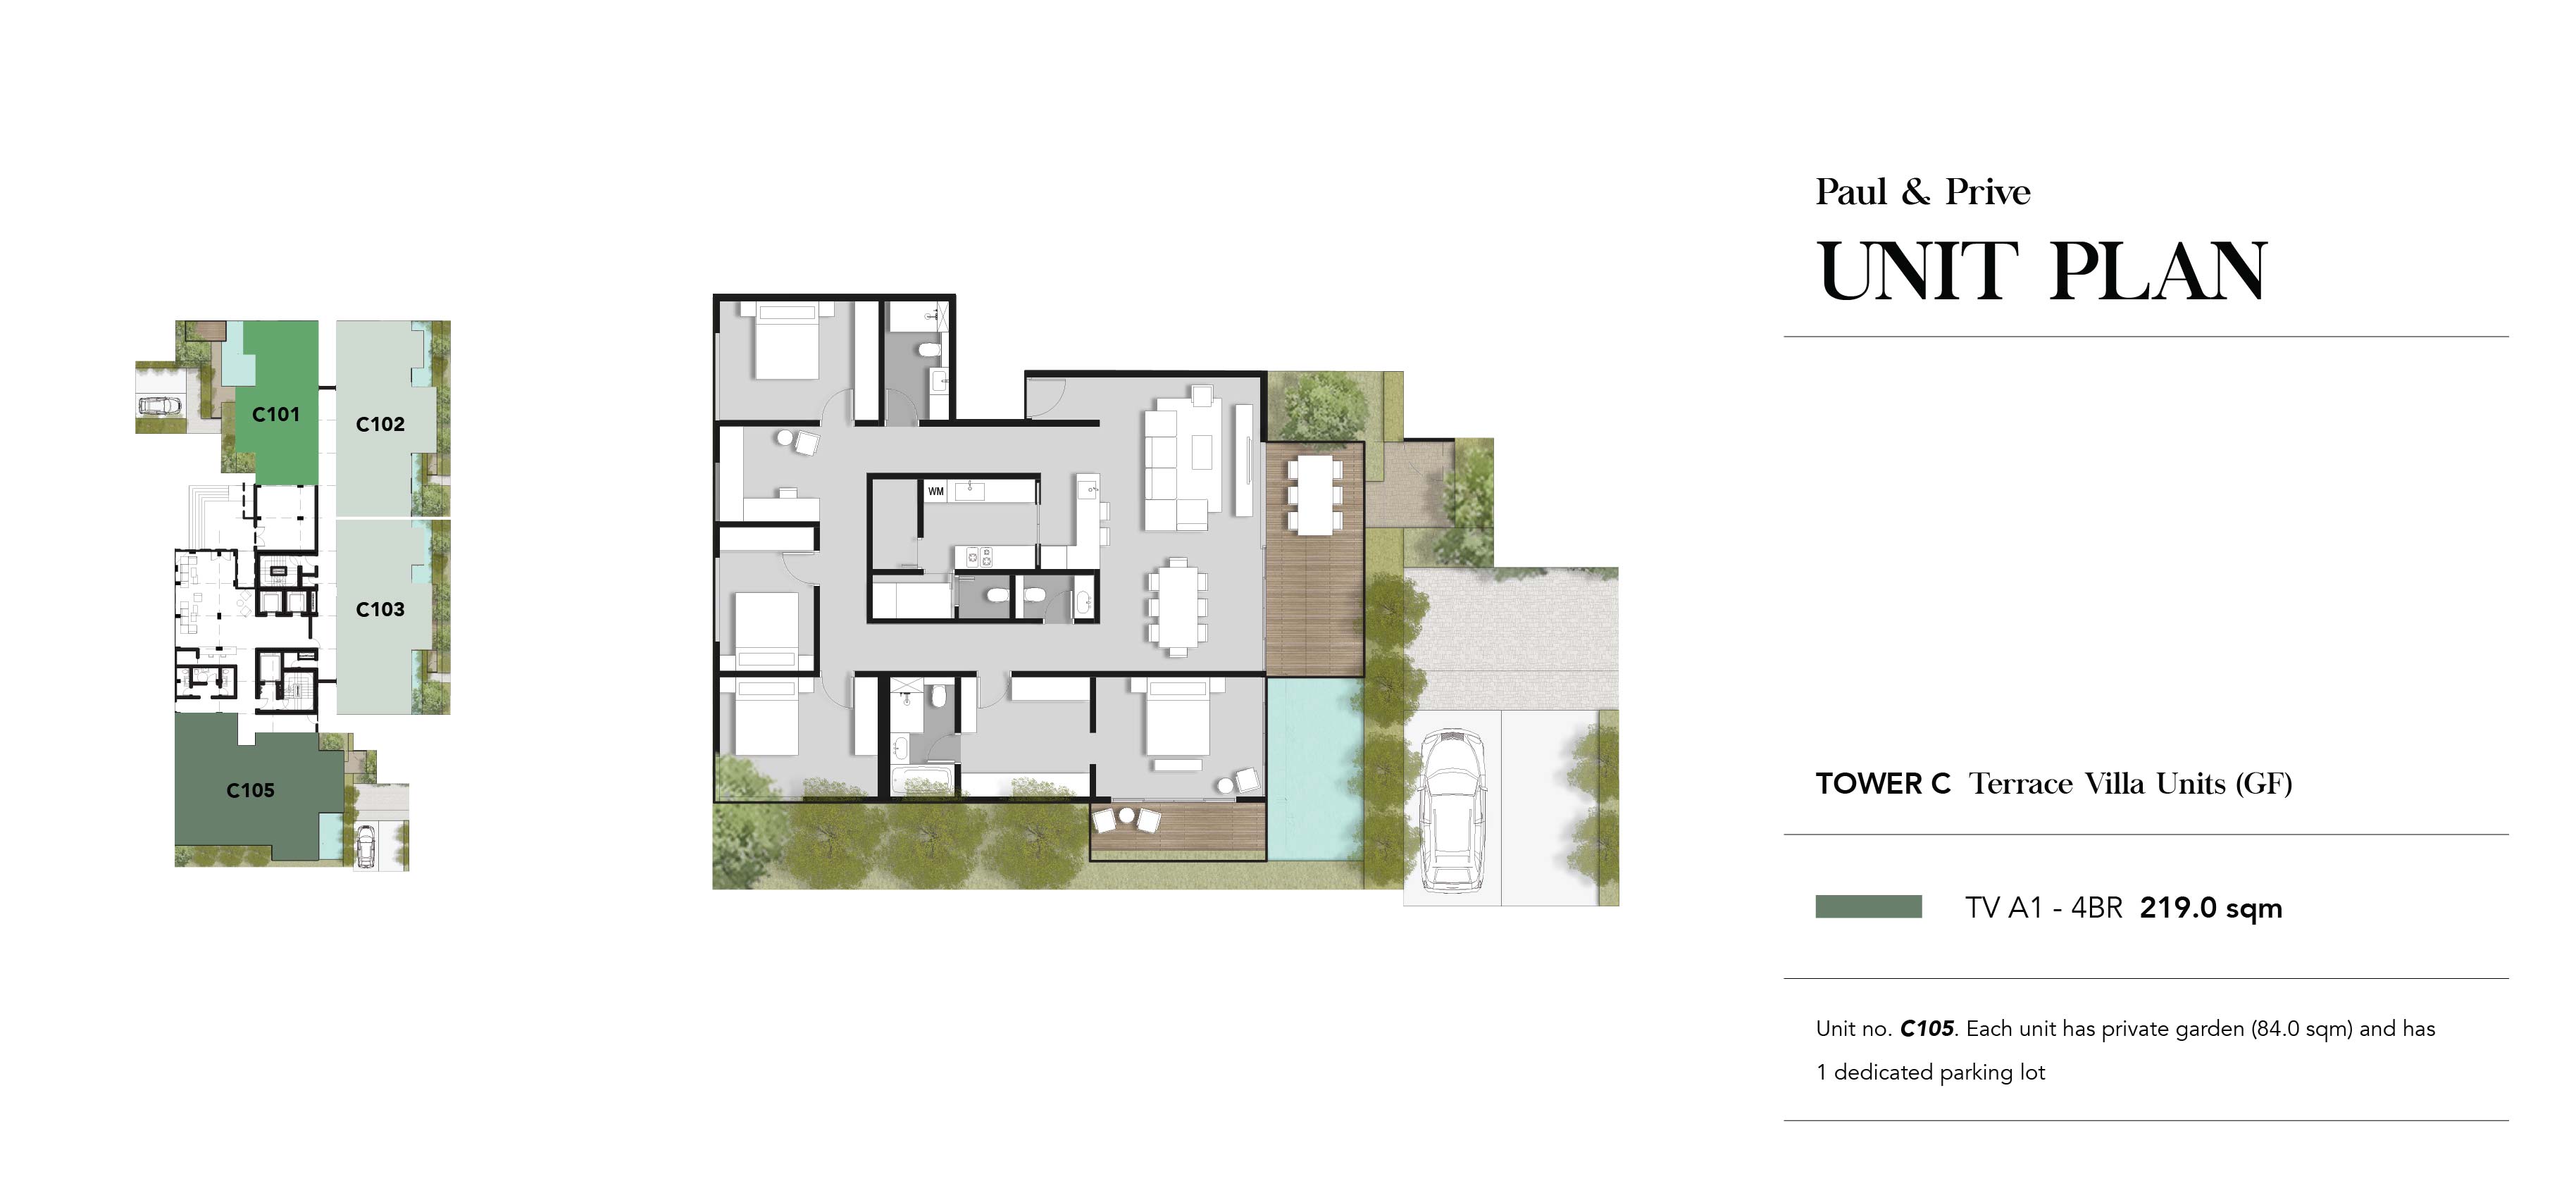 Paul & Prive
UNIT PLAN
C101
C102
C103
C105
WM
TOWER C Terrace Villa Units (GF)
TV A1 - 4BR 219.0 sqm
Unit no. C105. Each unit has private garden (84.0 sqm) and has
1 dedicated parking lot